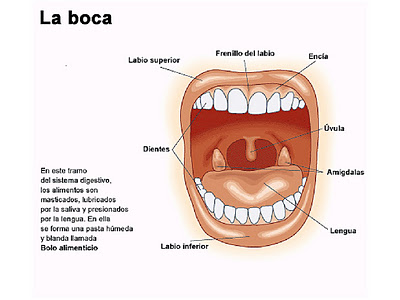 La boca
Frenillo del labio
Labio superior
Encía
Úvula
Dientes
Amígdalas
En este tramo
del sistema digestivo,
los alimentos son
masticados, lubricados
por la saliva y presionados
por la lengua. En ella
se forma una pasta húmeda
y blanda llamada
Bolo alimenticio
Lengua
Labio inferior